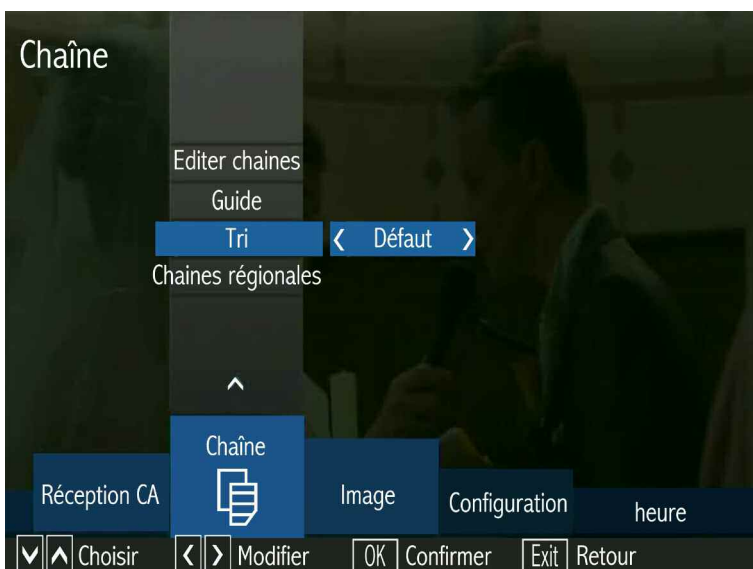 Chaîne
Editer chaines
Guide
Tri
< Défaut >
Chaines régionales
Chaîne
Réception CA
Image
Configuration
heure
Choisir
< > Modifier
OK Confirmer
Exit Retour